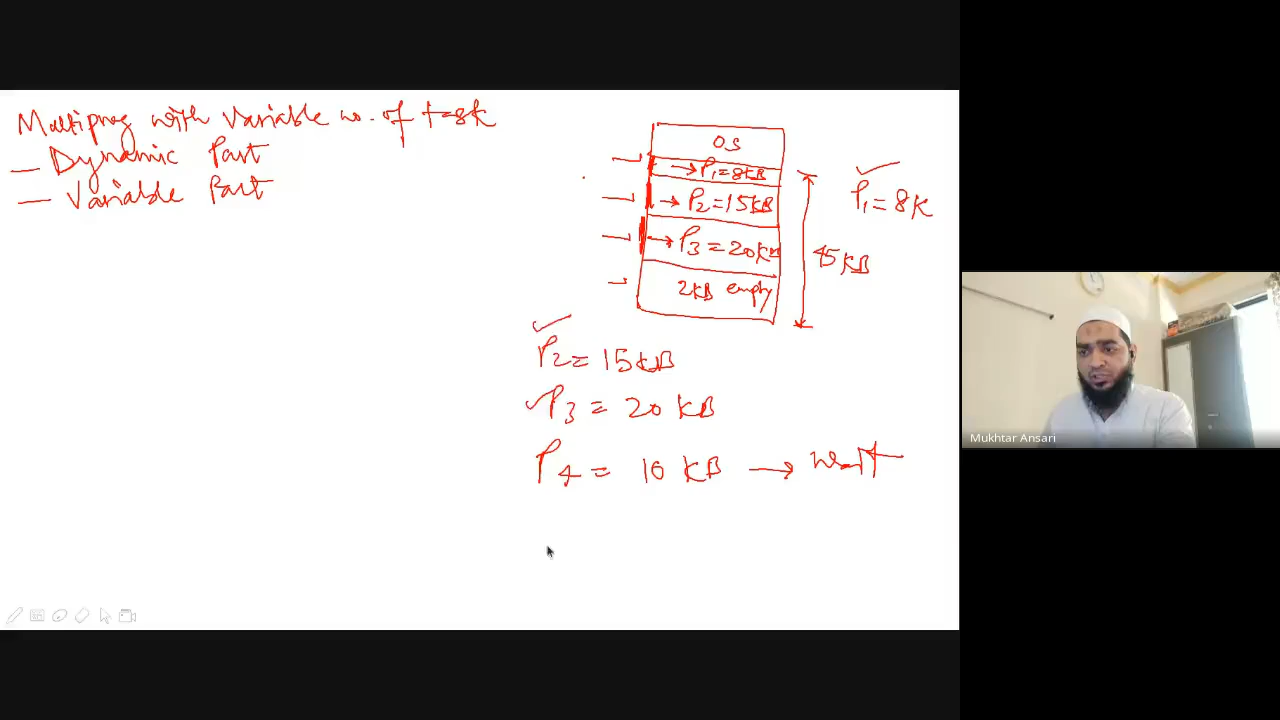 Multiprog with Variable no. of task
— Dynamic Part
— Variable Part
OS
→ P1 = 8KB
→ P2 = 15KB
→ P3 = 20KB
2KB empty
45KB
P1 = 8K
P2 = 15KB
P3 = 20 KB
P4 = 10 KB → wait
Mukhtar Ansari